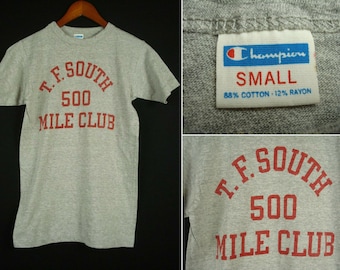 T. F. SOUTH
500
MILE CLUB
Champion
SMALL
88% COTTON - 12% RAYON
T. F. SOUTH
500
MILE CLUB